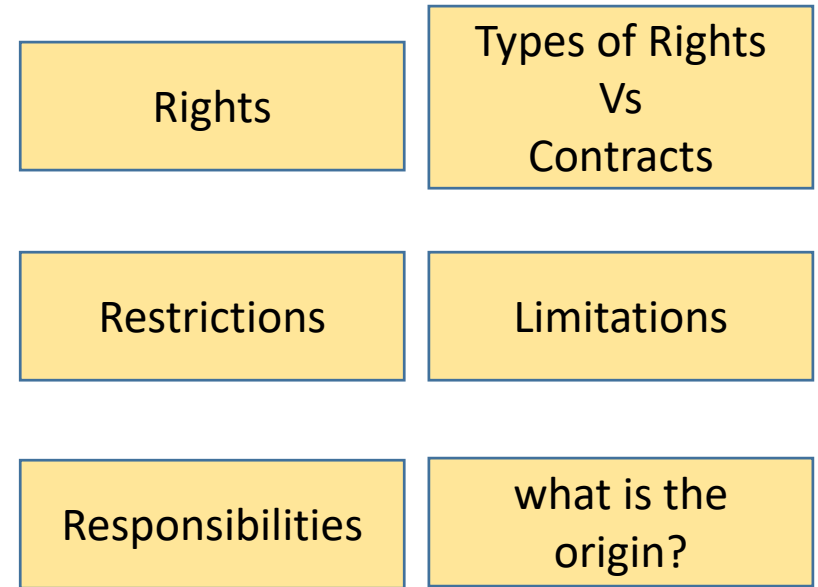 Rights
Types of Rights
Vs
Contracts
Restrictions
Limitations
Responsibilities
what is the
origin?